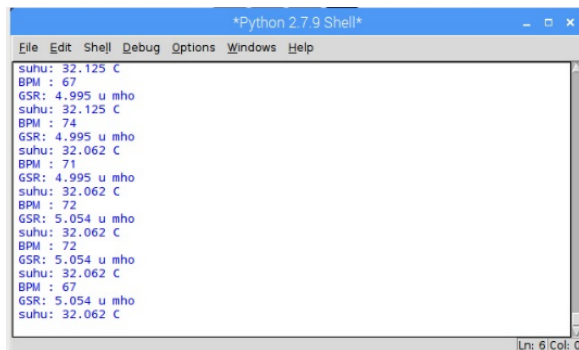 *Python 2.7.9 Shell*
File Edit Shell Debug Options Windows Help
suhu: 32.125 C
BPM : 67
GSR: 4.995 u mho
suhu: 32.125 C
BPM : 74
GSR: 4.995 u mho
suhu: 32.062 C
BPM : 71
GSR: 4.995 u mho
suhu: 32.062 C
BPM : 72
GSR: 5.054 u mho
suhu: 32.062 C
BPM : 72
GSR: 5.054 u mho
suhu: 32.062 C
BPM : 67
GSR: 5.054 u mho
suhu: 32.062 C
Ln: 6 Col: 0